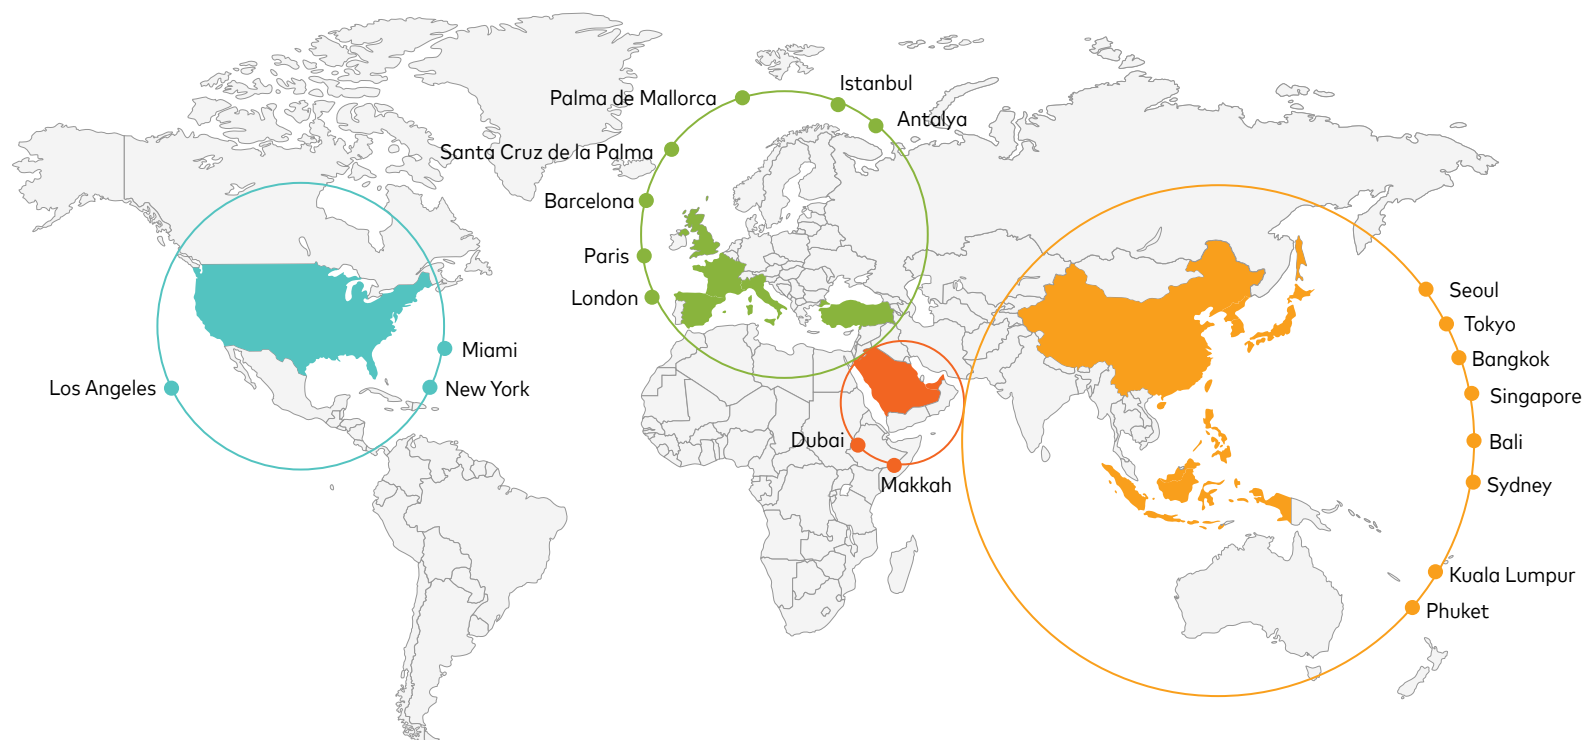 Istanbul
Palma de Mallorca
Antalya
Santa Cruz de la Palma
Barcelona
Paris
London
Miami
Los Angeles
New York
Dubai
Makkah
Seoul
Tokyo
Bangkok
Singapore
Bali
Sydney
Kuala Lumpur
Phuket